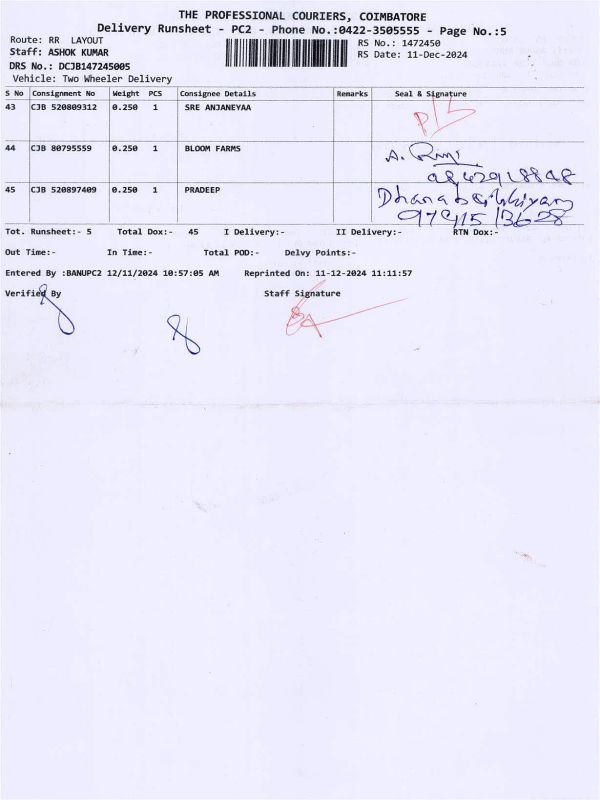 THE PROFESSIONAL COURIERS, COIMBATORE
Delivery Runsheet - PC2 - Phone No.:0422-3505555 - Page No.:5
Route: RR LAYOUT
Staff: ASHOK KUMAR
DRS No.: DCJB147245005
Vehicle: Two Wheeler Delivery
RS No.: 1472450
RS Date: 11-Dec-2024
S No Consignment No Weight PCS Consignee Details Remarks Seal & Signature
43 CJB 520809312 0.250 1 SRE ANJANEYAA
44 CJB 80795559 0.250 1 BLOOM FARMS A.
45 CJB 520897409 0.250 1 PRADEEP
Tot. Runsheet:- 5 Total Dox:- 45 I Delivery:- II Delivery:- RTN Dox:-
Out Time:- In Time:- Total POD:- Delvy Points:-
Entered By :BANUPC2 12/11/2024 10:57:05 AM Reprinted On: 11-12-2024 11:11:57
Verified By Staff Signature